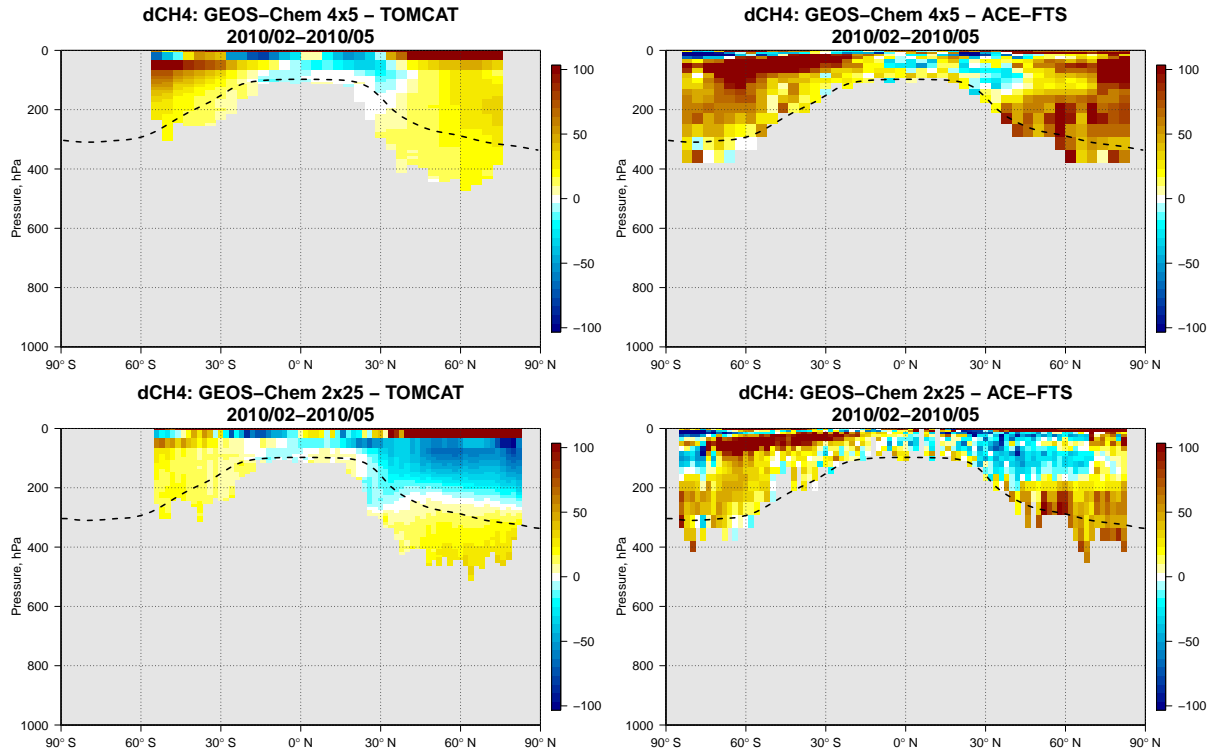 dCH4: GEOS−Chem 4x5 − TOMCAT
2010/02−2010/05
Pressure, hPa
0
200
400
600
800
1000
90° S
60° S
30° S
0° N
30° N
60° N
90° N
100
50
0
−50
−100
dCH4: GEOS−Chem 4x5 − ACE−FTS
2010/02−2010/05
Pressure, hPa
0
200
400
600
800
1000
90° S
60° S
30° S
0° N
30° N
60° N
90° N
100
50
0
−50
−100
dCH4: GEOS−Chem 2x25 − TOMCAT
2010/02−2010/05
Pressure, hPa
0
200
400
600
800
1000
90° S
60° S
30° S
0° N
30° N
60° N
90° N
100
50
0
−50
−100
dCH4: GEOS−Chem 2x25 − ACE−FTS
2010/02−2010/05
Pressure, hPa
0
200
400
600
800
1000
90° S
60° S
30° S
0° N
30° N
60° N
90° N
100
50
0
−50
−100